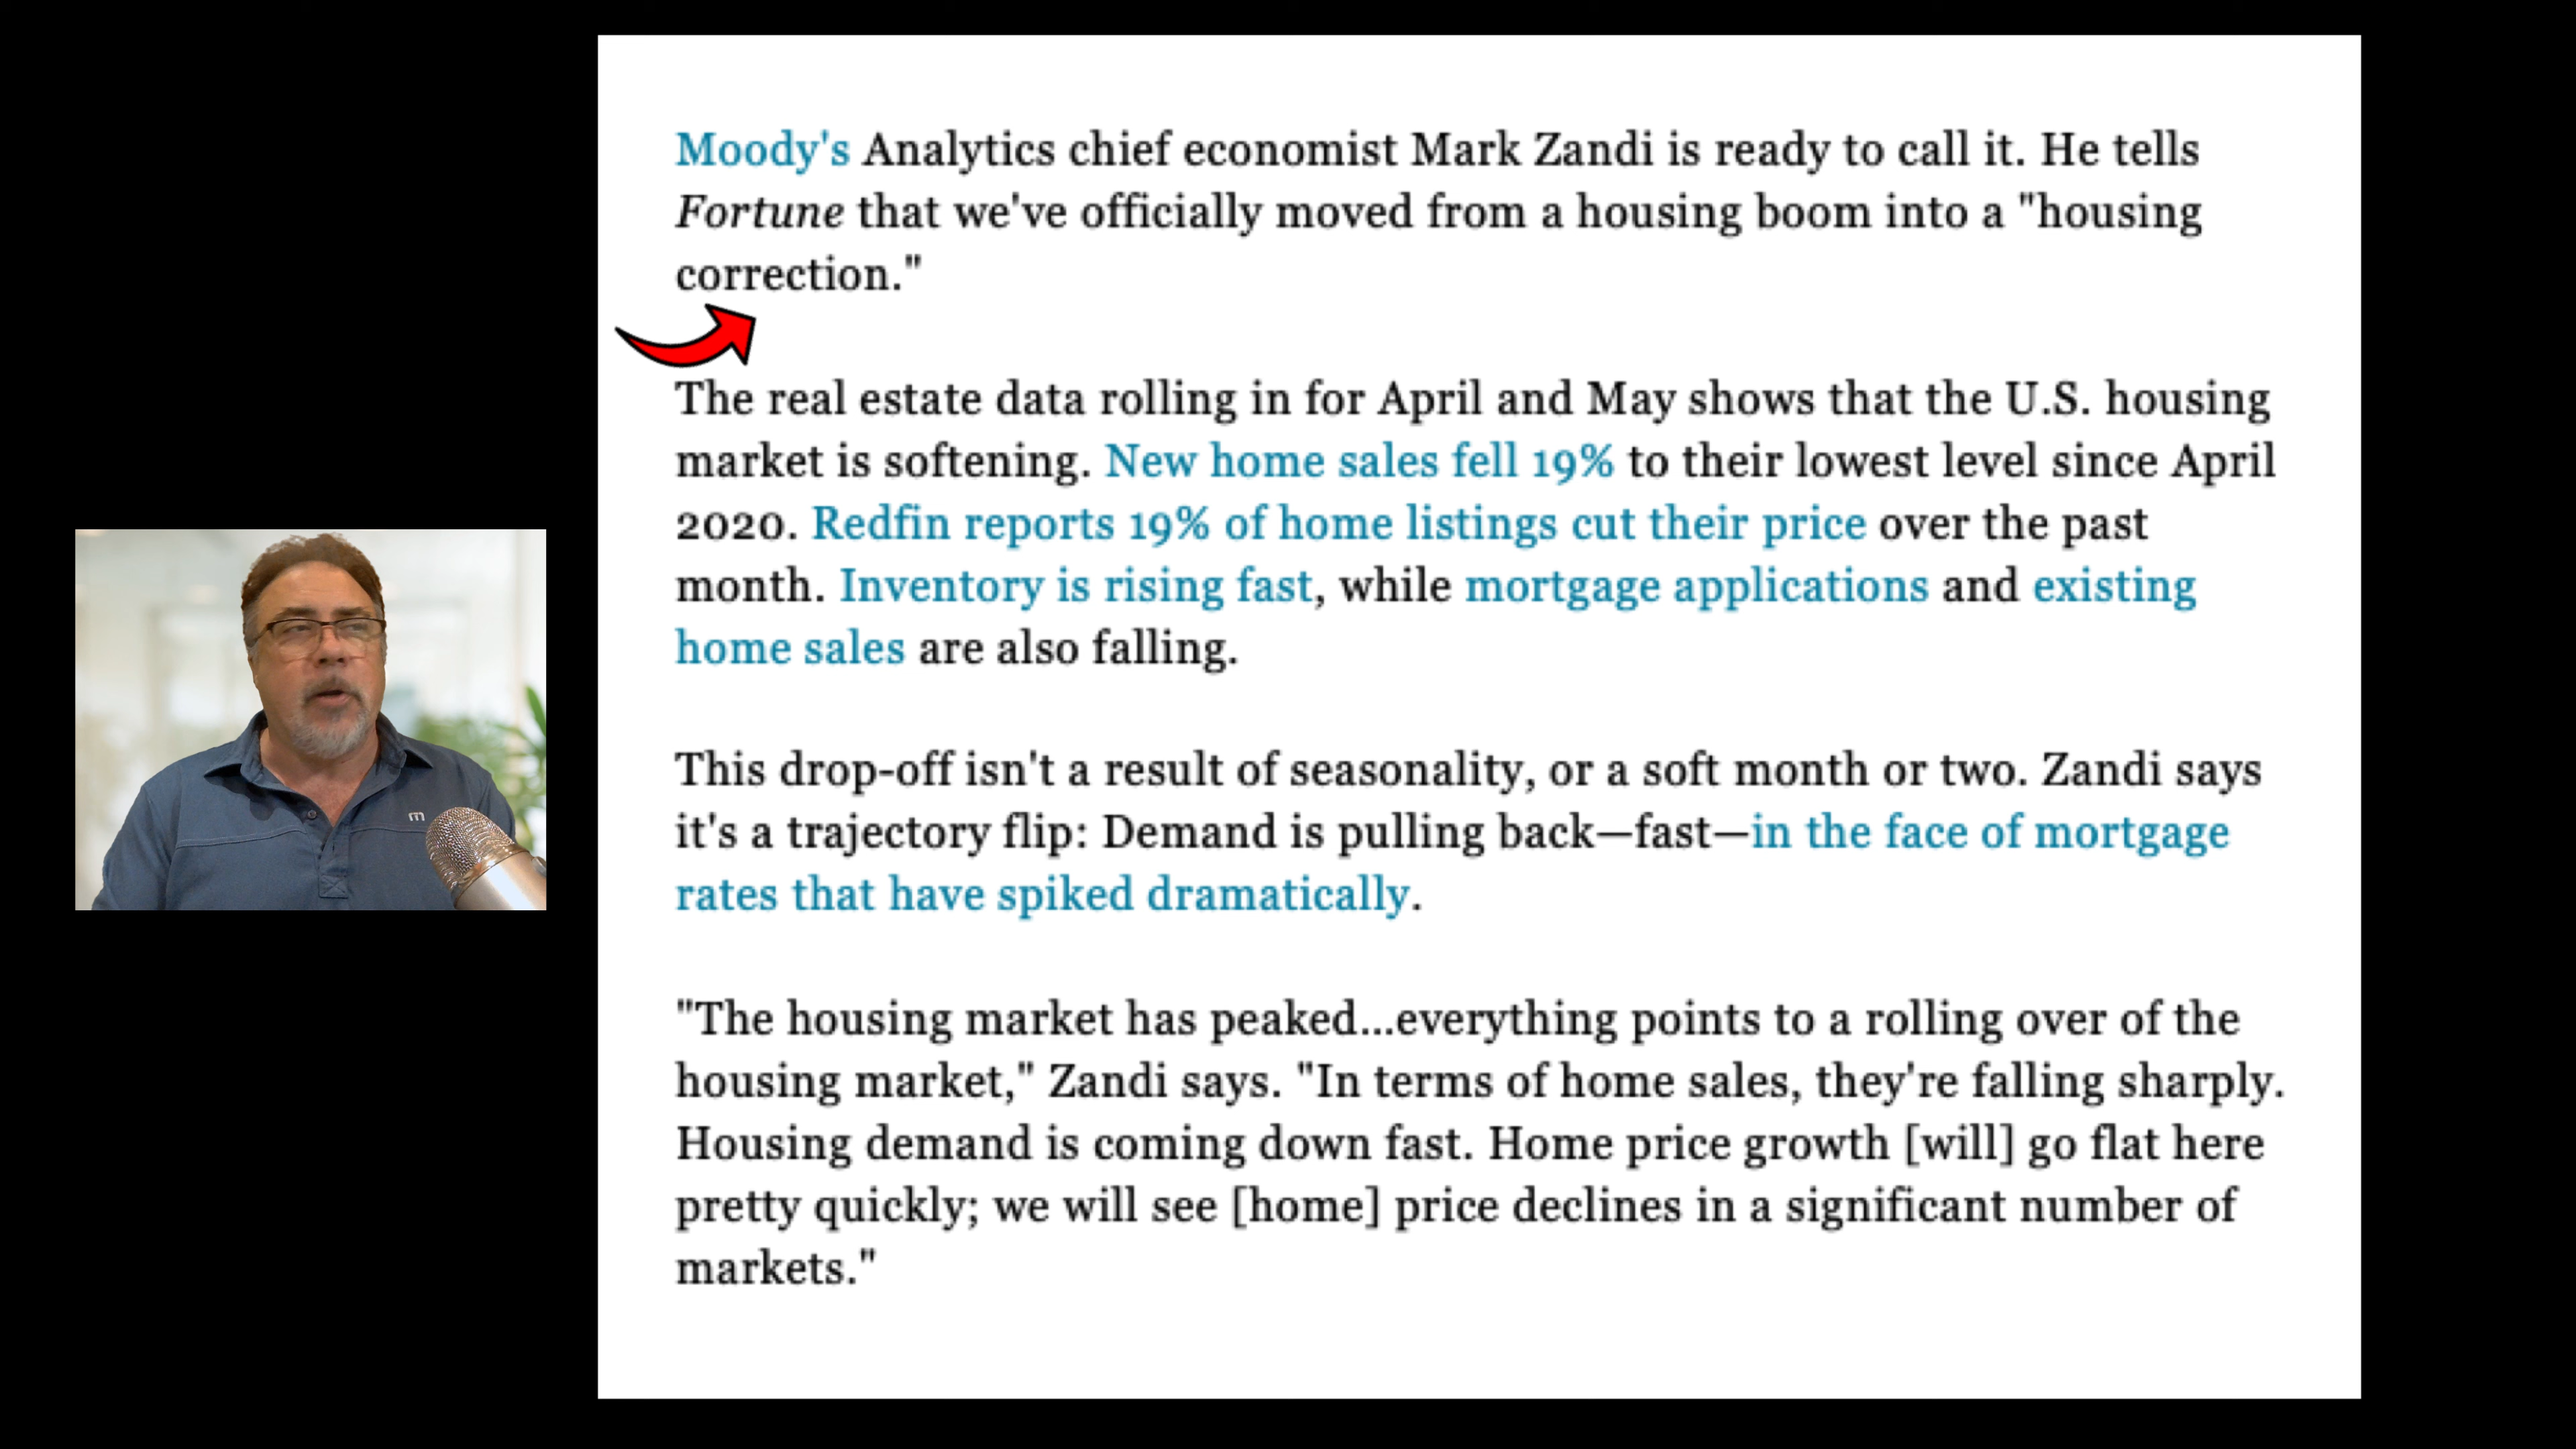 Moody's Analytics chief economist Mark Zandi is ready to call it. He tells
Fortune that we've officially moved from a housing boom into a "housing
correction."
The real estate data rolling in for April and May shows that the U.S. housing
market is softening. New home sales fell 19% to their lowest level since April
2020. Redfin reports 19% of home listings cut their price over the past
month. Inventory is rising fast, while mortgage applications and existing
home sales are also falling.
This drop-off isn't a result of seasonality, or a soft month or two. Zandi says
it's a trajectory flip: Demand is pulling back—fast—in the face of mortgage
rates that have spiked dramatically.
"The housing market has peaked...everything points to a rolling over of the
housing market," Zandi says. "In terms of home sales, they're falling sharply.
Housing demand is coming down fast. Home price growth [will] go flat here
pretty quickly; we will see [home] price declines in a significant number of
markets."
m